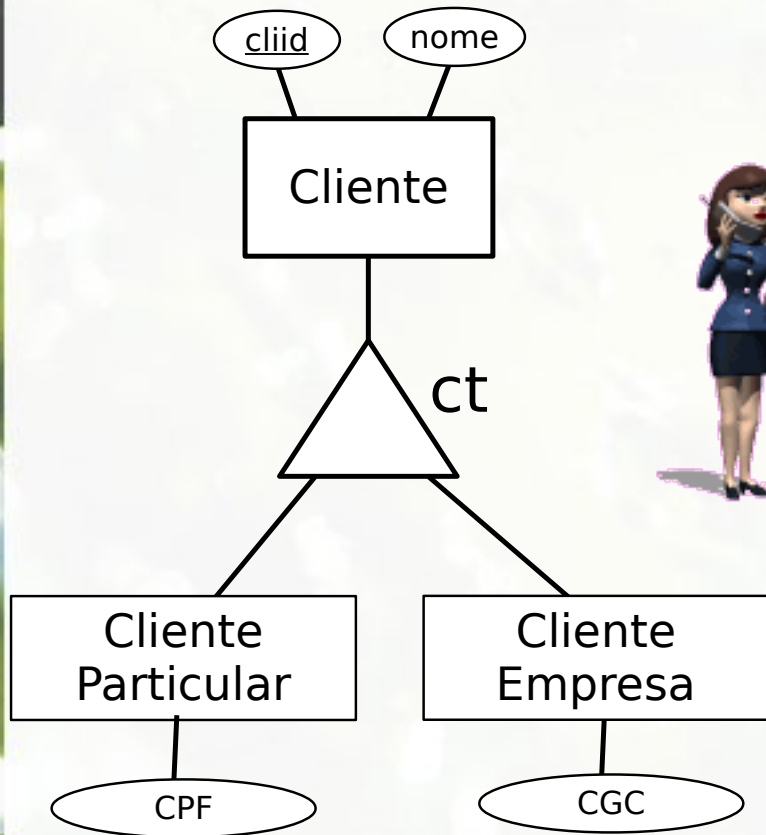 cliid
nome
Cliente
ct
Cliente
Particular
Cliente
Empresa
CPF
CGC